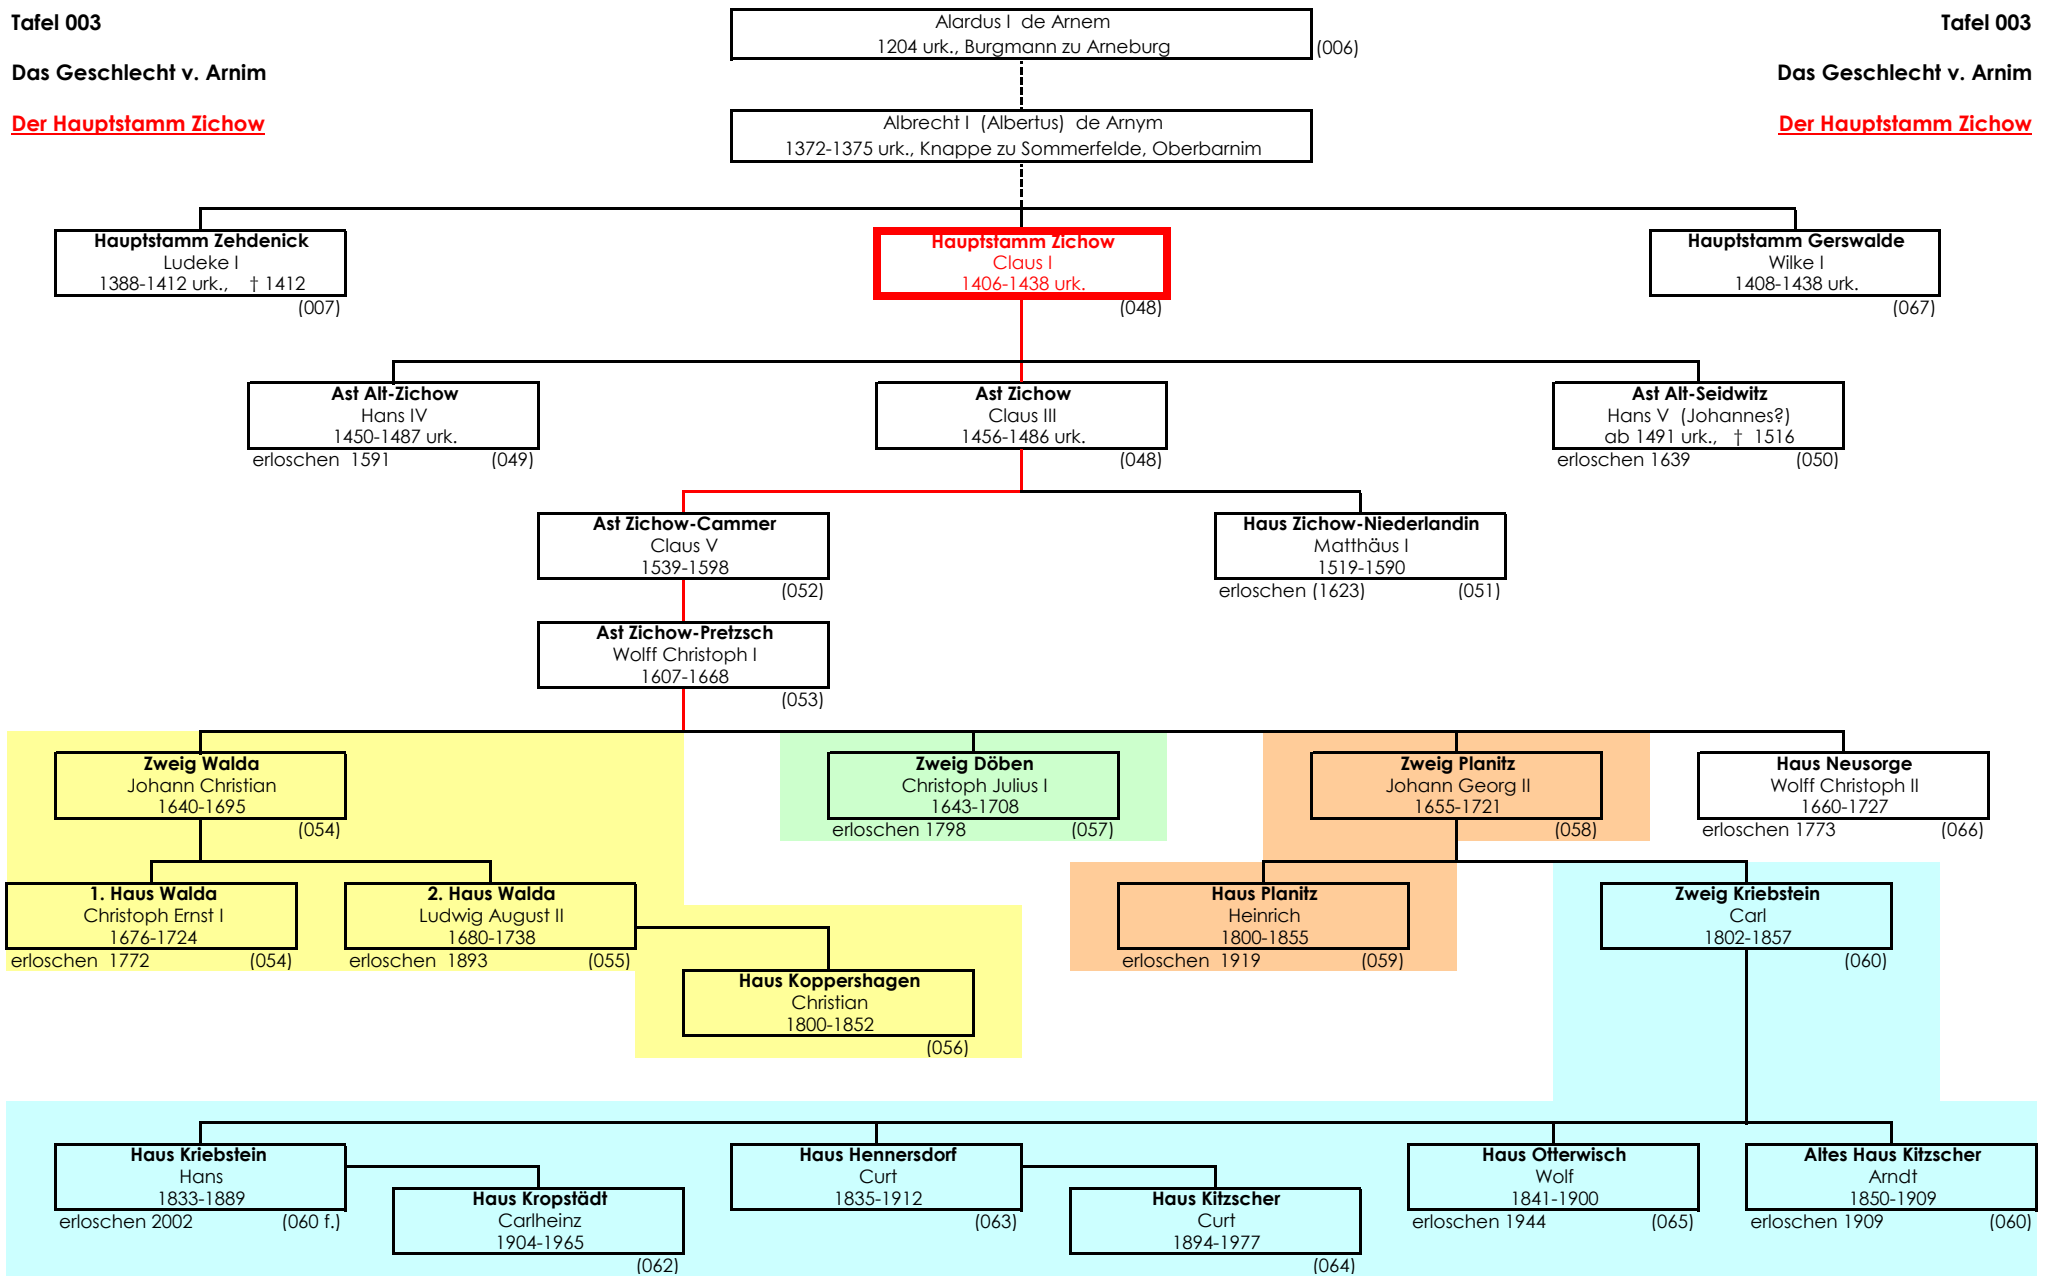 Tafel 003
Das Geschlecht v. Arnim
Der Hauptstamm Zichow
Alardus I de Arnem
1204 urk., Burgmann zu Arneburg
(006)
Tafel 003
Das Geschlecht v. Arnim
Der Hauptstamm Zichow
Albrecht I (Albertus) de Arnym
1372-1375 urk., Knappe zu Sommerfelde, Oberbarnim
Hauptstamm Zehdenick
Ludeke I
1388-1412 urk., † 1412
(007)
Hauptstamm Zichow
Claus I
1406-1438 urk.
(048)
Hauptstamm Gerswalde
Wilke I
1408-1438 urk.
(067)
Ast Alt-Zichow
Hans IV
1450-1487 urk.
erloschen 1591 (049)
Ast Zichow
Claus III
1456-1486 urk.
(048)
Ast Alt-Seidwitz
Hans V (Johannes?)
ab 1491 urk., † 1516
erloschen 1639 (050)
Ast Zichow-Cammer
Claus V
1539-1598
(052)
Haus Zichow-Niederlandin
Matthäus I
1519-1590
erloschen (1623) (051)
Ast Zichow-Pretzsch
Wolff Christoph I
1607-1668
(053)
Zweig Walda
Johann Christian
1640-1695
(054)
Zweig Döben
Christoph Julius I
1643-1708
erloschen 1798 (057)
Zweig Planitz
Johann Georg II
1655-1721
(058)
Haus Neusorge
Wolff Christoph II
1660-1727
erloschen 1773 (066)
1. Haus Walda
Christoph Ernst I
1676-1724
erloschen 1772 (054)
2. Haus Walda
Ludwig August II
1680-1738
erloschen 1893 (055)
Haus Planitz
Heinrich
1800-1855
erloschen 1919 (059)
Zweig Kriebstein
Carl
1802-1857
(060)
Haus Koppershagen
Christian
1800-1852
(056)
Haus Kriebstein
Hans
1833-1889
erloschen 2002 (060 f.)
Haus Kropstädt
Carlheinz
1904-1965
(062)
Haus Hennersdorf
Curt
1835-1912
(063)
Haus Kitzscher
Curt
1894-1977
(064)
Haus Otterwisch
Wolf
1841-1900
erloschen 1944 (065)
Altes Haus Kitzscher
Arndt
1850-1909
erloschen 1909 (060)